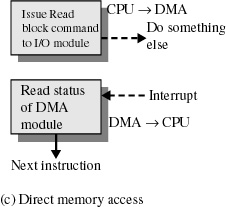 Issue Read
block command
to I/O module
CPU → DMA
Do something
else
Read status
of DMA
module
Interrupt
DMA → CPU
Next instruction
(c) Direct memory access